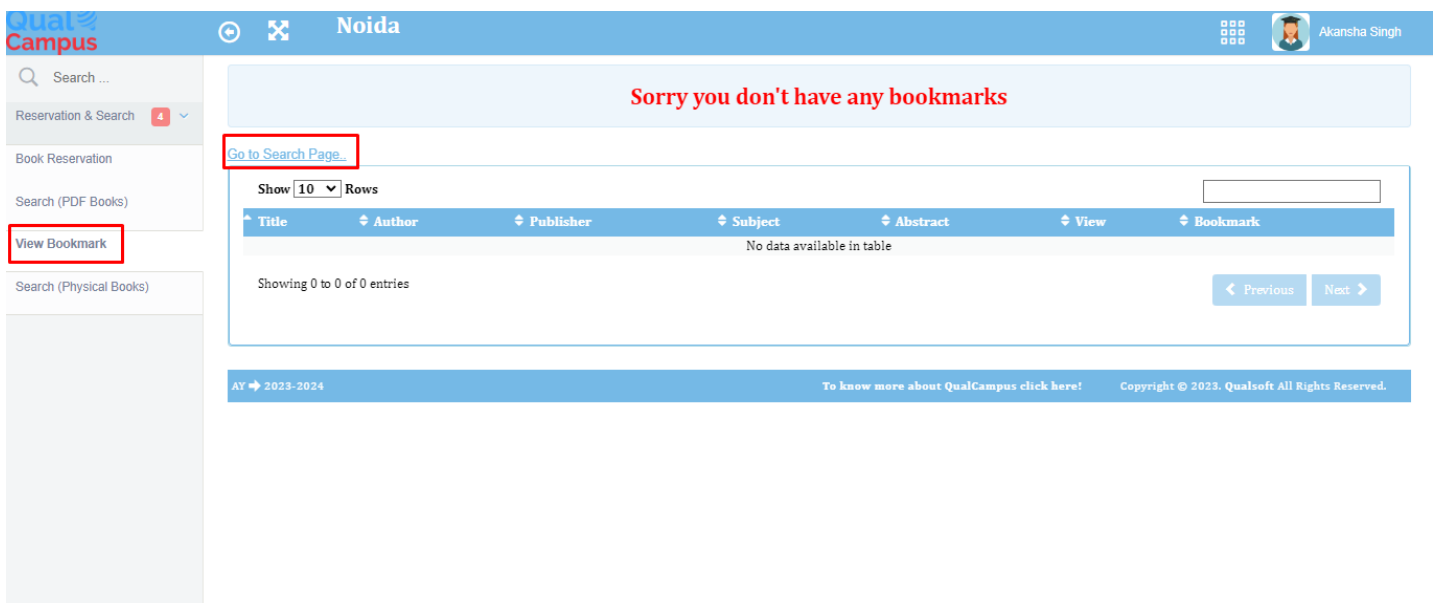 Qual
Campus
Noida
Akansha Singh
Search ...
Reservation & Search 4
Book Reservation
Search (PDF Books)
View Bookmark
Search (Physical Books)
Sorry you don't have any bookmarks
Go to Search Page..
Show 10 Rows
Title Author Publisher Subject Abstract View Bookmark
No data available in table
Showing 0 to 0 of 0 entries
Previous Next
AY 2023-2024 To know more about QualCampus click here! Copyright © 2023. Qualsoft All Rights Reserved.